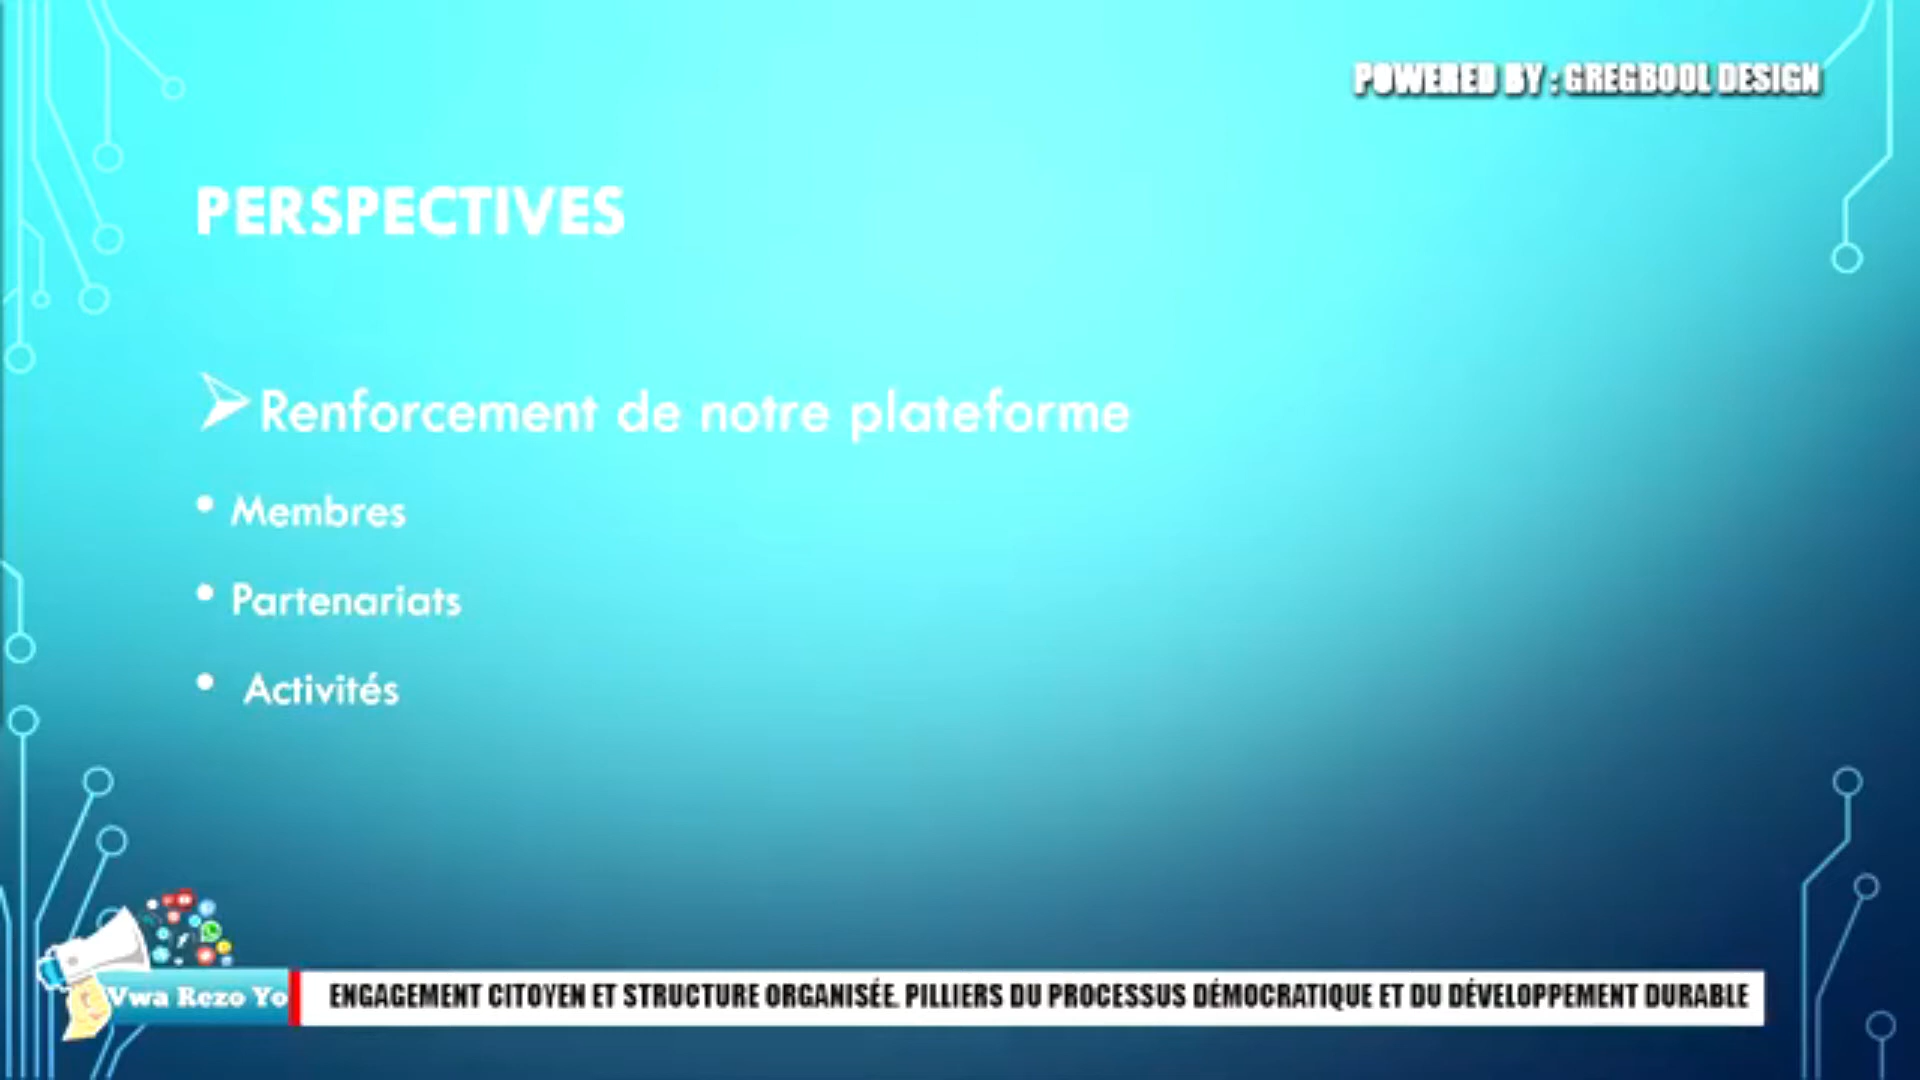 POWERED BY : GREGBOOL DESIGN
PERSPECTIVES
Renforcement de notre plateforme
• Membres
• Partenariats
• Activités
Vwa Rezo Yo
ENGAGEMENT CITOYEN ET STRUCTURE ORGANISÉE, PILLIERS DU PROCESSUS DÉMOCRATIQUE ET DU DÉVELOPPEMENT DURABLE